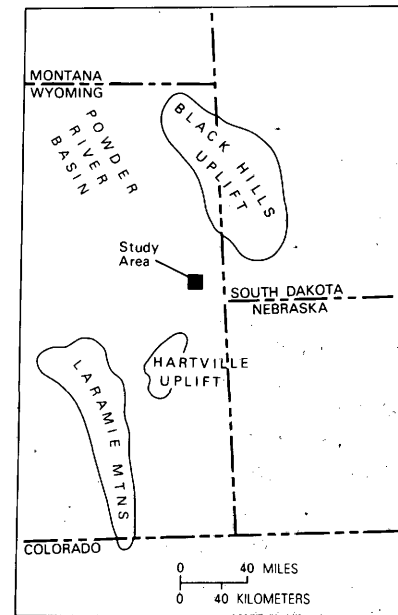 MONTANA
WYOMING
POWDER
RIVER
BASIN
BLACK HILLS
UPLIFT
Study
Area
SOUTH DAKOTA
NEBRASKA
HARTVILLE
UPLIFT
LARAMIE MTNS
COLORADO
0 40 MILES
0 40 KILOMETERS